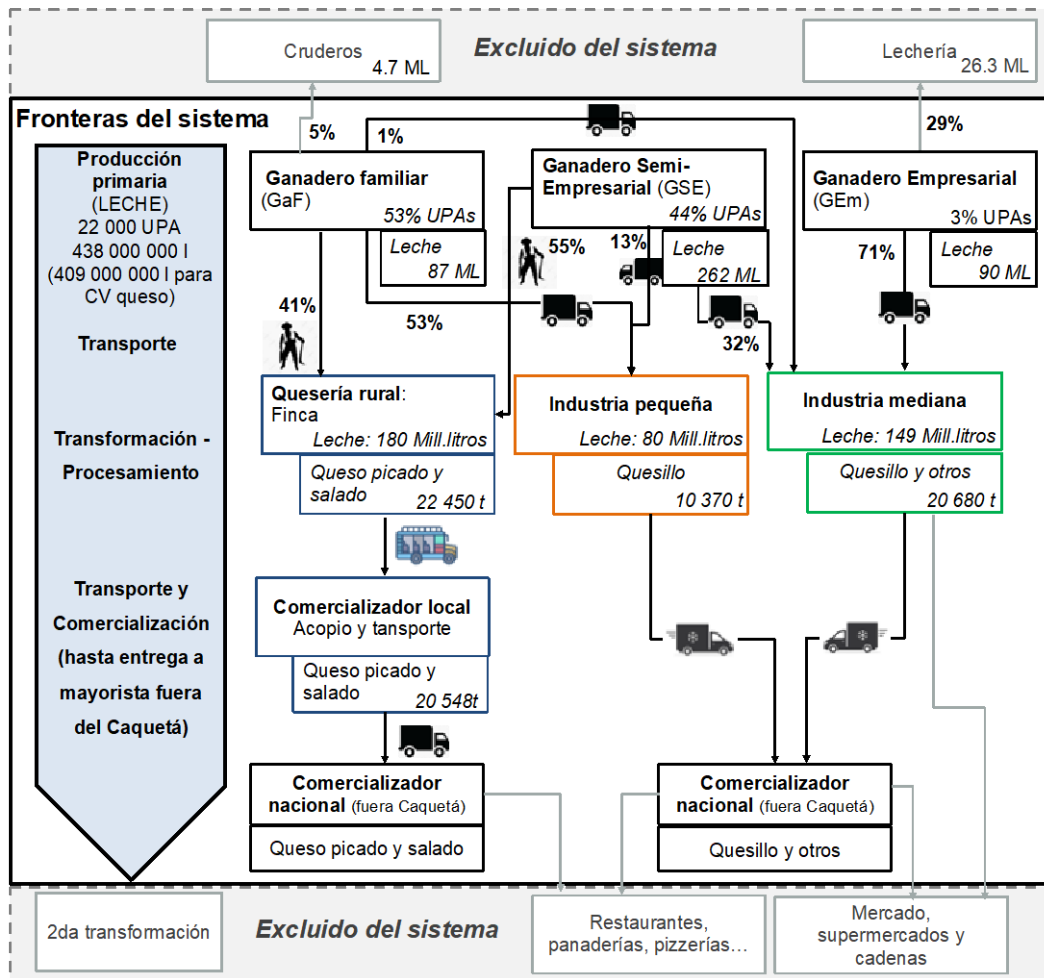 Excluido del sistema
Cruderos
4.7 ML
Lechería
26.3 ML
Fronteras del sistema
5%
1%
29%
Producción
primaria
(LECHE)
22 000 UPA
438 000 000 l
(409 000 000 l para
CV queso)
Transporte
Transformación -
Procesamiento
Transporte y
Comercialización
(hasta entrega a
mayorista fuera
del Caquetá)
Ganadero familiar
(GaF)
53% UPAs
Leche
87 ML
Ganadero Semi-
Empresarial (GSE)
44% UPAs
Leche
262 ML
Ganadero Empresarial
(GEm)
3% UPAs
Leche
90 ML
55%
13%
71%
41%
53%
32%
Quesería rural:
Finca
Leche: 180 Mill.litros
Queso picado y
salado
22 450 t
Industria pequeña
Leche: 80 Mill.litros
Quesillo
10 370 t
Industria mediana
Leche: 149 Mill.litros
Quesillo y otros
20 680 t
Comercializador local
Acopio y tansporte
Queso picado y
salado
20 548t
Comercializador
nacional (fuera Caquetá)
Queso picado y salado
Comercializador
nacional (fuera Caquetá)
Quesillo y otros
2da transformación
Excluido del sistema
Restaurantes,
panaderías, pizzerías…
Mercado,
supermercados y
cadenas